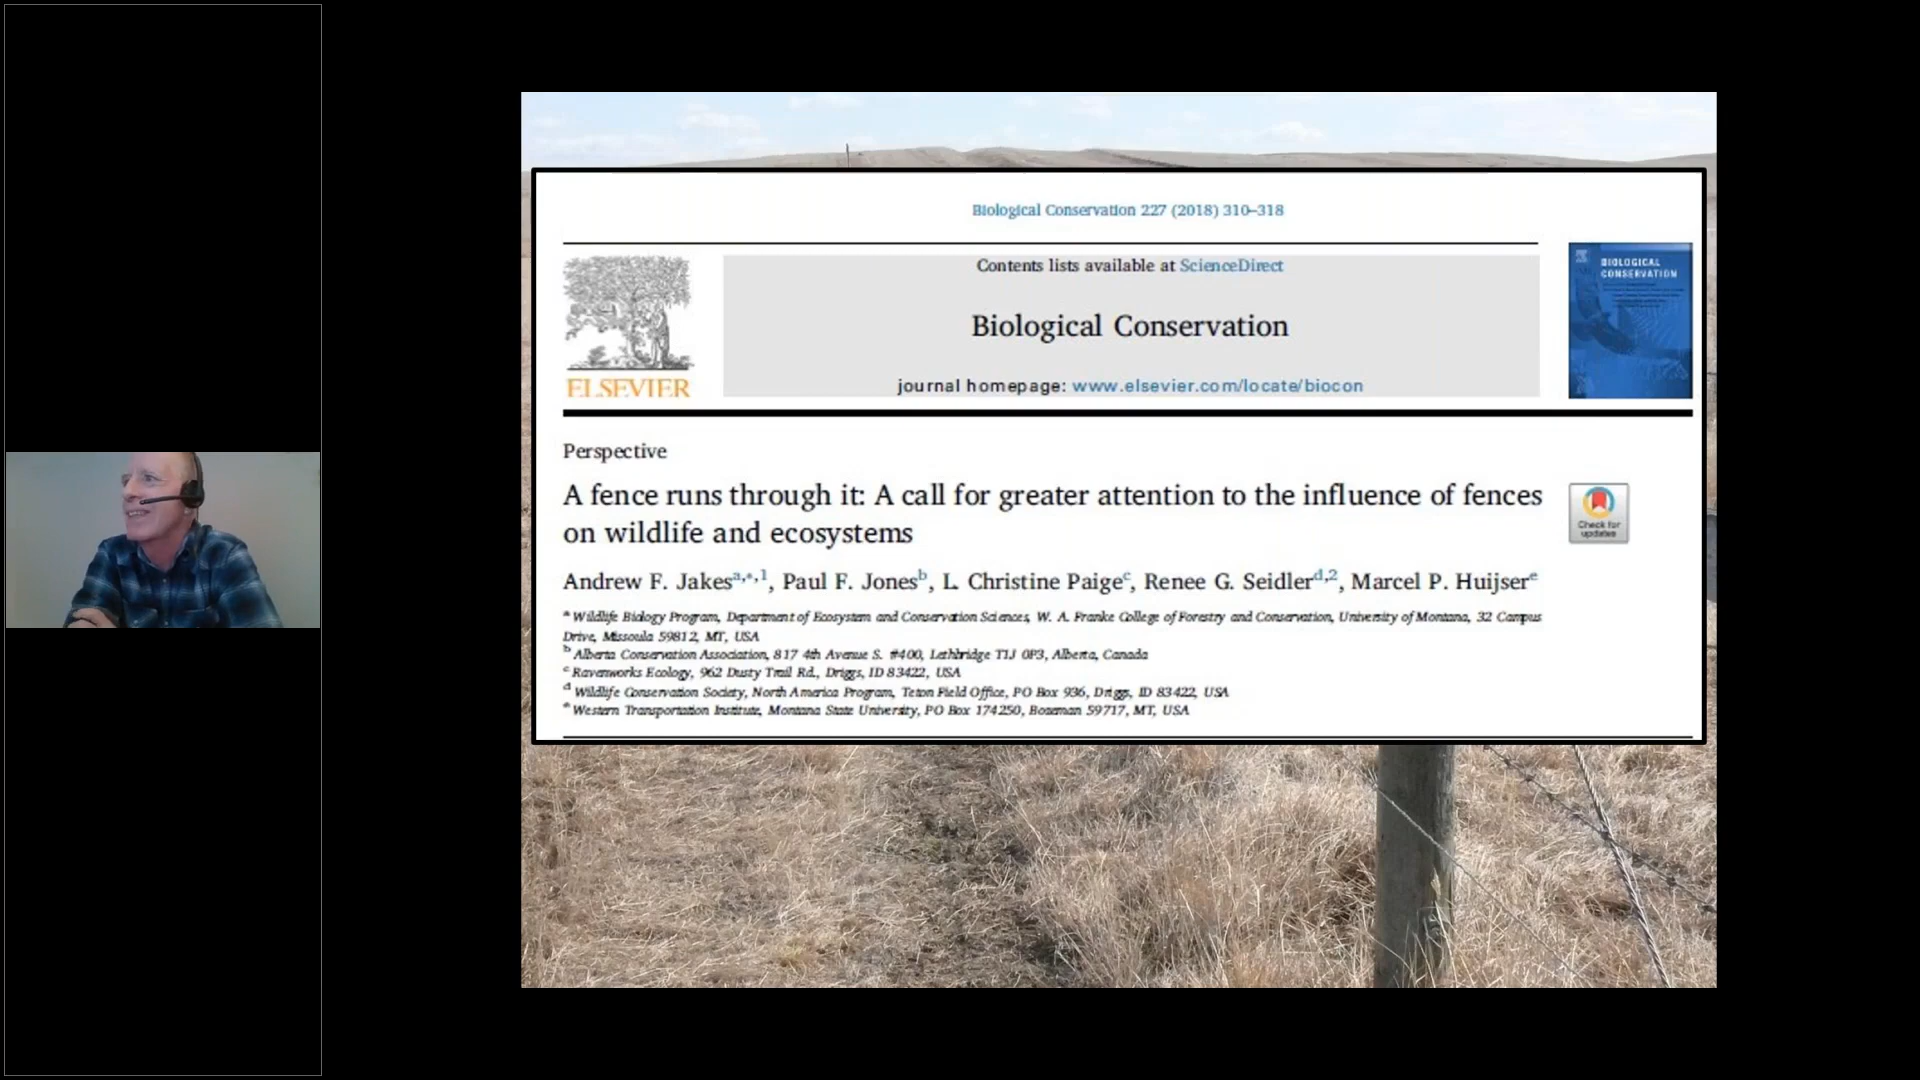 Biological Conservation 227 (2018) 310–318
Contents lists available at ScienceDirect
Biological Conservation
journal homepage: www.elsevier.com/locate/biocon
ELSEVIER
BIOLOGICAL
CONSERVATION
Perspective
A fence runs through it: A call for greater attention to the influence of fences
on wildlife and ecosystems
Check for
updates
Andrew F. Jakesa,*,1, Paul F. Jonesb, L. Christine Paigec, Renee G. Seidlerd,2, Marcel P. Huijsere
a Wildlife Biology Program, Department of Ecosystem and Conservation Sciences, W. A. Franke College of Forestry and Conservation, University of Montana, 32 Campus
Drive, Missoula 59812, MT, USA
b Alberta Conservation Association, 817 4th Avenue S. #400, Lethbridge T1J 0P3, Alberta, Canada
c Ravenworks Ecology, 962 Dusty Trail Rd., Driggs, ID 83422, USA
d Wildlife Conservation Society, North America Program, Teton Field Office, PO Box 936, Driggs, ID 83422, USA
e Western Transportation Institute, Montana State University, PO Box 174250, Bozeman 59717, MT, USA